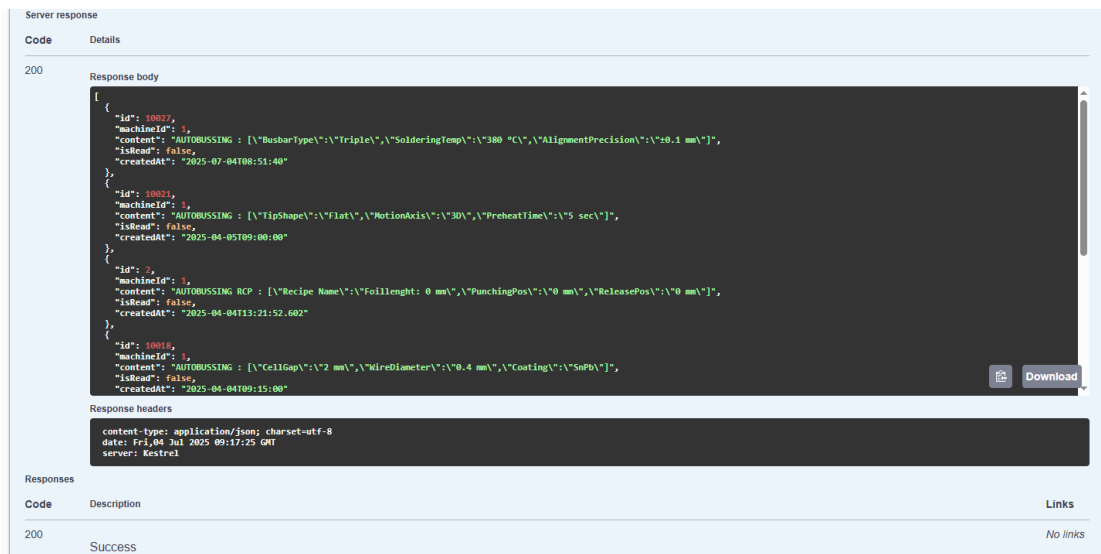 Server response
Code Details
200
Response body
[
{
"id": 10027,
"machineId": 1,
"content": "AUTOBUSSING : [\"BusbarType\":\"Triple\",\"SolderingTemp\":\"380 °C\",\"AlignmentPrecision\":\"±0.1 mm\"]",
"isRead": false,
"createdAt": "2025-07-04T08:51:40"
},
{
"id": 10021,
"machineId": 1,
"content": "AUTOBUSSING : [\"TipShape\":\"Flat\",\"MotionAxis\":\"3D\",\"PreheatTime\":\"5 sec\"]",
"isRead": false,
"createdAt": "2025-04-05T09:00:00"
},
{
"id": 2,
"machineId": 1,
"content": "AUTOBUSSING RCP : [\"Recipe Name\":\"Foillenght: 0 mm\",\"PunchingPos\":\"0 mm\",\"ReleasePos\":\"0 mm\"]",
"isRead": false,
"createdAt": "2025-04-04T13:21:52.602"
},
{
"id": 10018,
"machineId": 1,
"content": "AUTOBUSSING : [\"CellGap\":\"2 mm\",\"WireDiameter\":\"0.4 mm\",\"Coating\":\"SnPb\"]",
"isRead": false,
"createdAt": "2025-04-04T09:15:00"
Download
Response headers
content-type: application/json; charset=utf-8
date: Fri,04 Jul 2025 09:17:25 GMT
server: Kestrel
Responses
Code Description Links
200 No links
Success